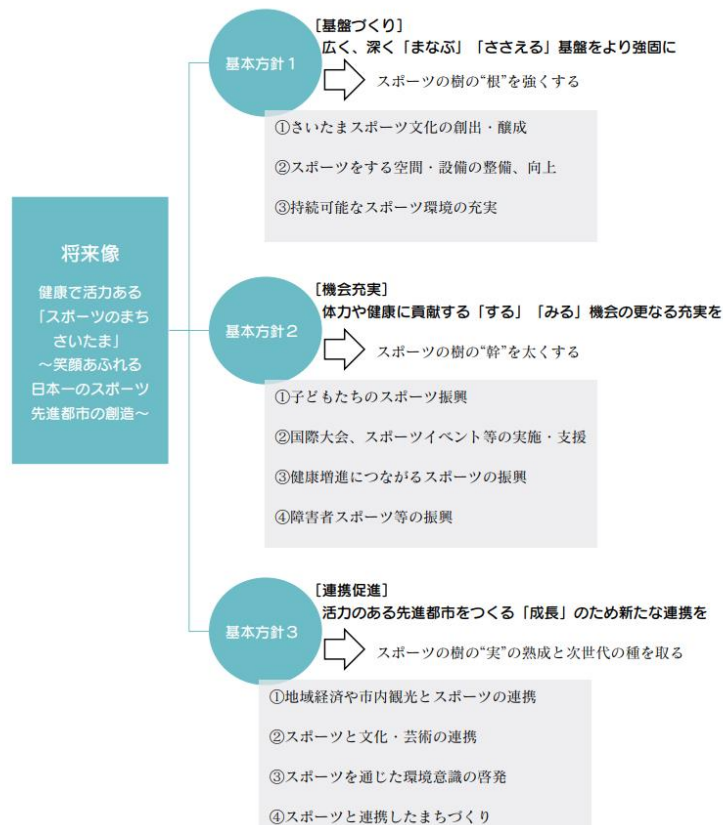 将来像
健康で活力ある
「スポーツのまち
さいたま」
～笑顔あふれる
日本一のスポーツ
先進都市の創造～
基本方針1
[基盤づくり]
広く、深く「まなぶ」「ささえる」基盤をより強固に
スポーツの樹の“根”を強くする
①さいたまスポーツ文化の創出・醸成
②スポーツをする空間・設備の整備、向上
③持続可能なスポーツ環境の充実
基本方針2
[機会充実]
体力や健康に貢献する「する」「みる」機会の更なる充実を
スポーツの樹の“幹”を太くする
①子どもたちのスポーツ振興
②国際大会、スポーツイベント等の実施・支援
③健康増進につながるスポーツの振興
④障害者スポーツ等の振興
基本方針3
[連携促進]
活力のある先進都市をつくる「成長」のため新たな連携を
スポーツの樹の“実”の熟成と次世代の種を取る
①地域経済や市内観光とスポーツの連携
②スポーツと文化・芸術の連携
③スポーツを通じた環境意識の啓発
④スポーツと連携したまちづくり